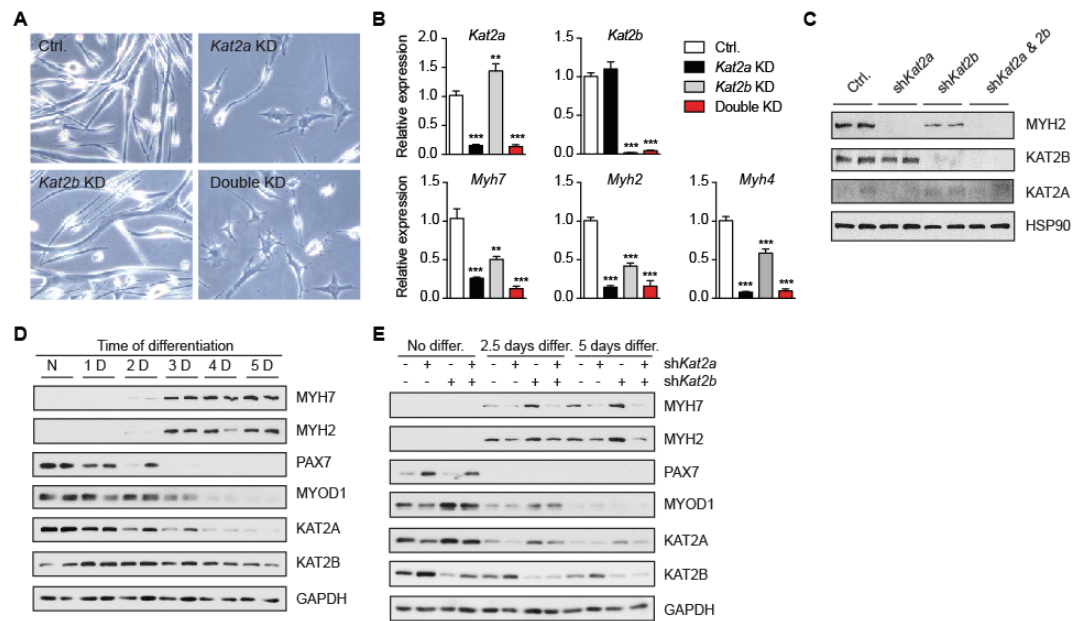 A
Ctrl.
Kat2a KD
Kat2b KD
Double KD
B
Kat2a
Kat2b
Relative expression
2.0
1.5
1.0
0.5
0.0
**
***
***
1.5
1.0
0.5
0.0
***
***
Ctrl.
Kat2a KD
Kat2b KD
Double KD
Myh7
Myh2
Myh4
Relative expression
1.5
1.0
0.5
0.0
***
**
***
1.5
1.0
0.5
0.0
***
***
***
1.5
1.0
0.5
0.0
***
***
***
C
Ctrl.
shKat2a
shKat2b
shKat2a & 2b
MYH2
KAT2B
KAT2A
HSP90
D
Time of differentiation
N 1 D 2 D 3 D 4 D 5 D
MYH7
MYH2
PAX7
MYOD1
KAT2A
KAT2B
GAPDH
E
No differ. 2.5 days differ. 5 days differ.
- + - + - + - + - + - + shKat2a
- - + + - - + + - - + + shKat2b
MYH7
MYH2
PAX7
MYOD1
KAT2A
KAT2B
GAPDH